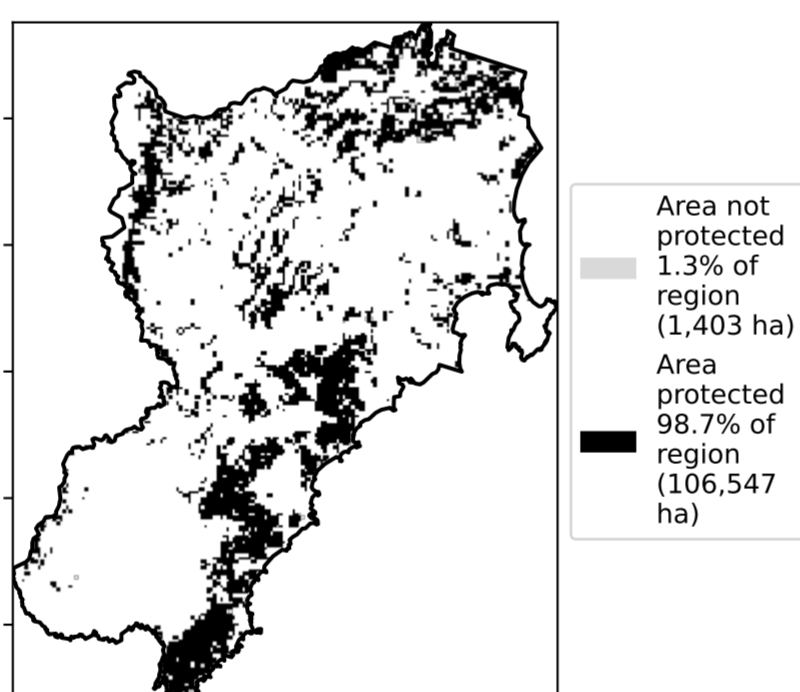 Area not
protected
1.3% of
region
(1,403 ha)
Area
protected
98.7% of
region
(106,547
ha)